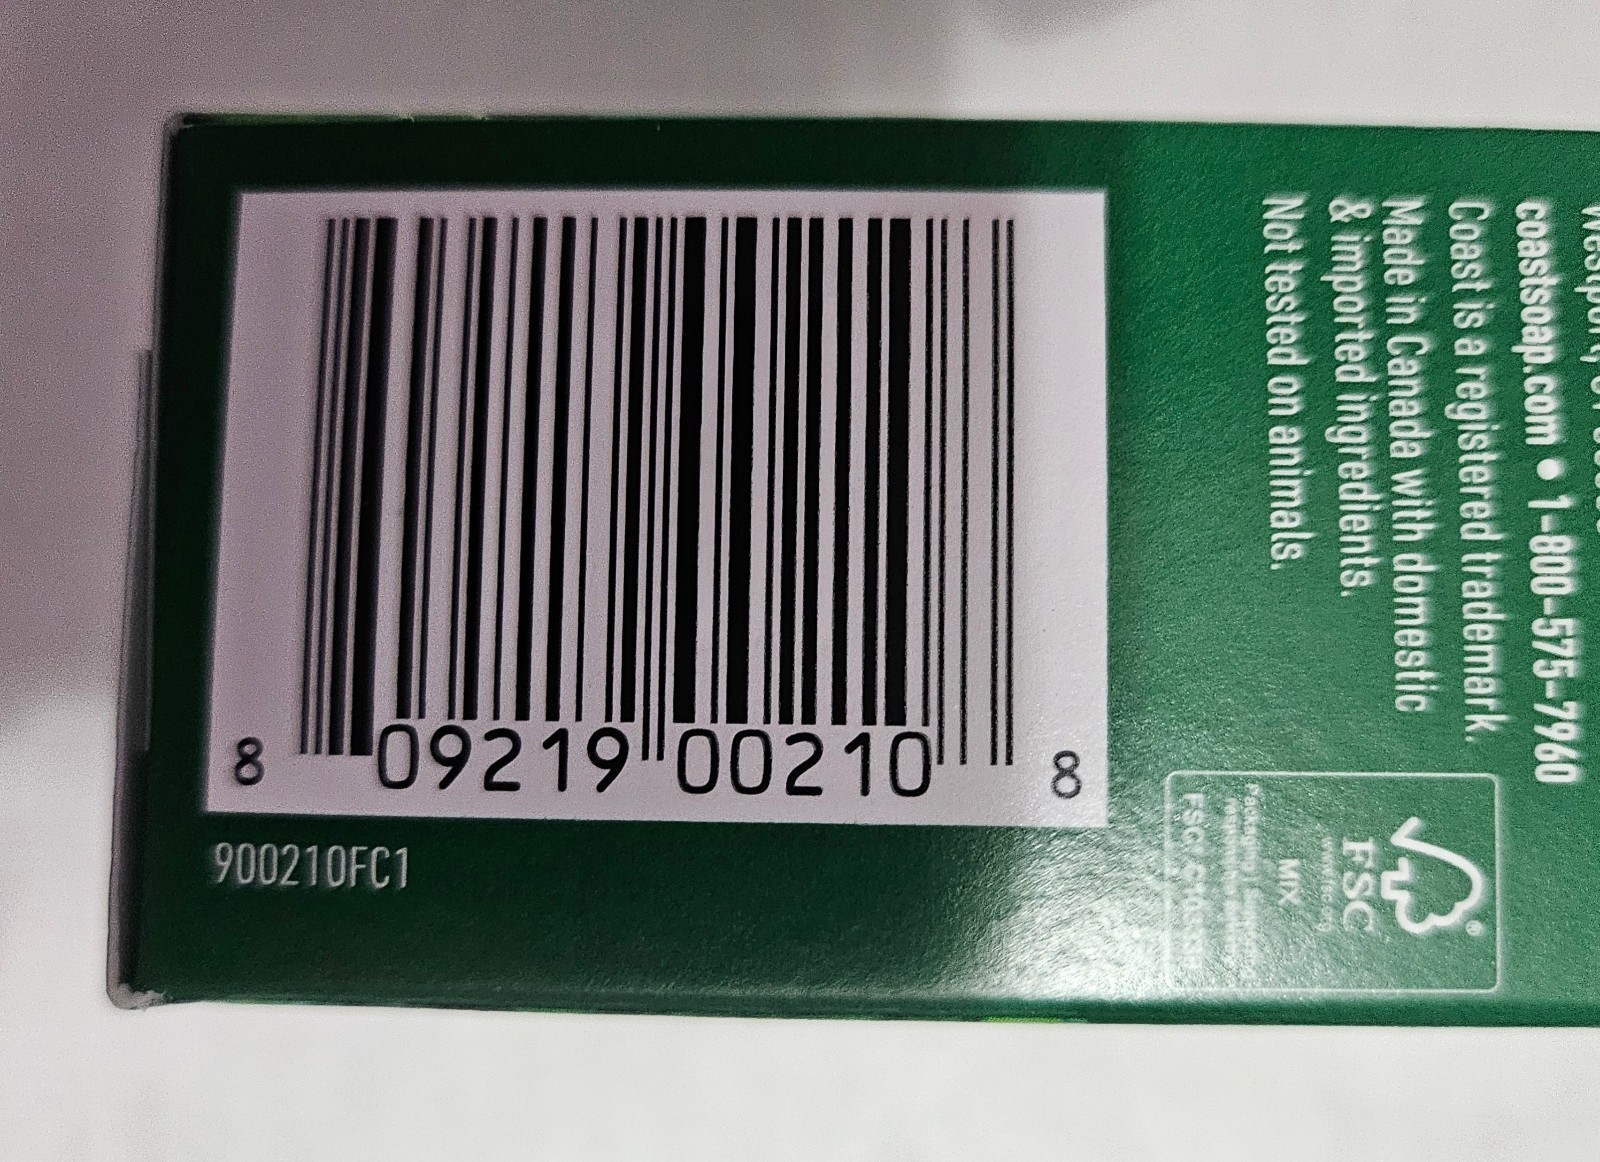 coastsoap.com • 1-800-575-7960
Coast is a registered trademark.
Made in Canada with domestic
& imported ingredients.
Not tested on animals.
8 09219 00210 8
900210FC1
®
FSC
MIX